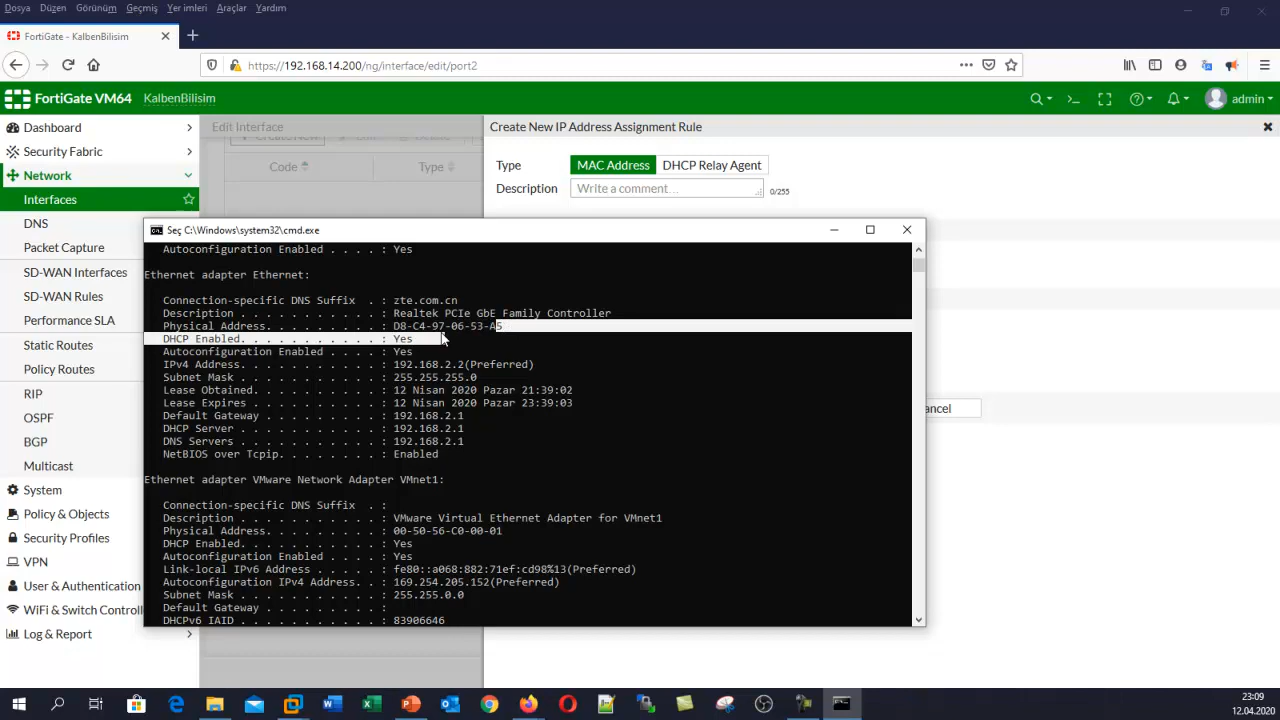 Dosya Düzen Görünüm Geçmiş Yer imleri Araçlar Yardım
FortiGate - KalbenBilisim
https://192.168.14.200/ng/interface/edit/port2
FortiGate VM64 KalbenBilisim admin
Dashboard
Security Fabric
Network
Interfaces
DNS
Packet Capture
SD-WAN Interfaces
SD-WAN Rules
Performance SLA
Static Routes
Policy Routes
RIP
OSPF
BGP
Multicast
System
Policy & Objects
Security Profiles
VPN
User & Authentication
WiFi & Switch Controll
Log & Report
Edit Interface
Code Type
Create New IP Address Assignment Rule
Type MAC Address DHCP Relay Agent
Description Write a comment... 0/255
ancel
Seç C:\Windows\system32\cmd.exe
Autoconfiguration Enabled . . . . : Yes
Ethernet adapter Ethernet:
Connection-specific DNS Suffix . : zte.com.cn
Description . . . . . . . . . . . : Realtek PCIe GbE Family Controller
Physical Address. . . . . . . . . : D8-C4-97-06-53-A5
DHCP Enabled. . . . . . . . . . . : Yes
Autoconfiguration Enabled . . . . : Yes
IPv4 Address. . . . . . . . . . . : 192.168.2.2(Preferred)
Subnet Mask . . . . . . . . . . . : 255.255.255.0
Lease Obtained. . . . . . . . . . : 12 Nisan 2020 Pazar 21:39:02
Lease Expires . . . . . . . . . . : 12 Nisan 2020 Pazar 23:39:03
Default Gateway . . . . . . . . . : 192.168.2.1
DHCP Server . . . . . . . . . . . : 192.168.2.1
DNS Servers . . . . . . . . . . . : 192.168.2.1
NetBIOS over Tcpip. . . . . . . . : Enabled
Ethernet adapter VMware Network Adapter VMnet1:
Connection-specific DNS Suffix . :
Description . . . . . . . . . . . : VMware Virtual Ethernet Adapter for VMnet1
Physical Address. . . . . . . . . : 00-50-56-C0-00-01
DHCP Enabled. . . . . . . . . . . : Yes
Autoconfiguration Enabled . . . . : Yes
Link-local IPv6 Address . . . . . : fe80::a068:882:71ef:cd98%13(Preferred)
Autoconfiguration IPv4 Address. . : 169.254.205.152(Preferred)
Subnet Mask . . . . . . . . . . . : 255.255.0.0
Default Gateway . . . . . . . . . :
DHCPv6 IAID . . . . . . . . . . . : 83906646
23:09
12.04.2020